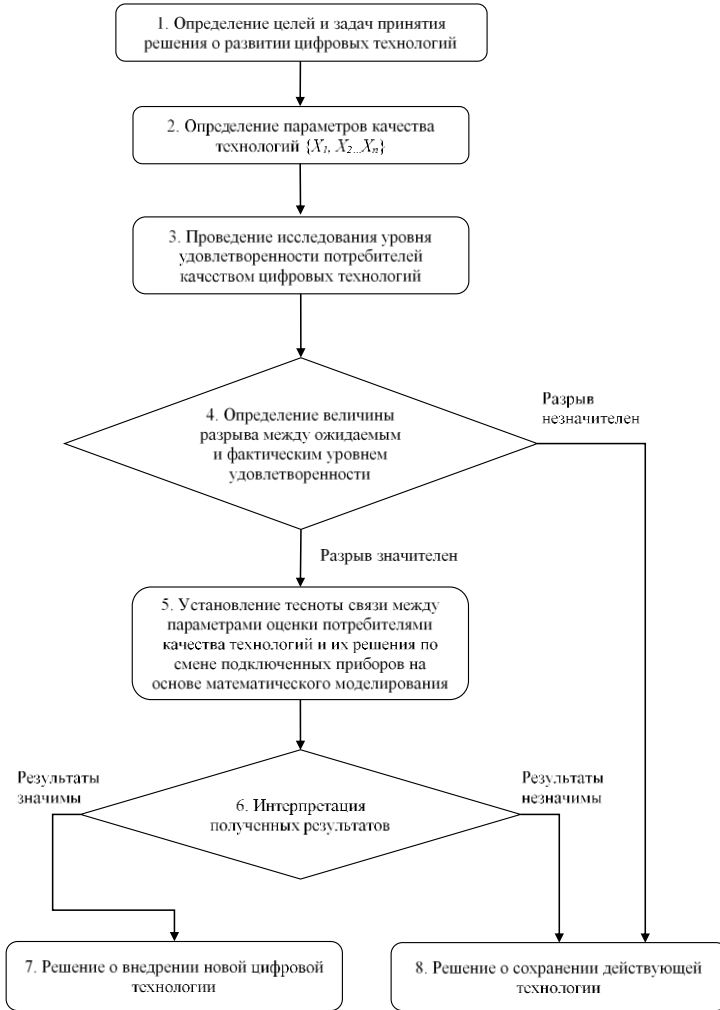 1. Определение целей и задач принятия
решения о развитии цифровых технологий
2. Определение параметров качества
технологий {X1, X2...Xn}
3. Проведение исследования уровня
удовлетворенности потребителей
качеством цифровых технологий
4. Определение величины
разрыва между ожидаемым
и фактическим уровнем
удовлетворенности
Разрыв
незначителен
Разрыв значителен
5. Установление тесноты связи между
параметрами оценки потребителями
качества технологий и их решения по
смене подключенных приборов на
основе математического моделирования
Результаты
значимы
6. Интерпретация
полученных результатов
Результаты
незначимы
7. Решение о внедрении новой цифровой
технологии
8. Решение о сохранении действующей
технологии